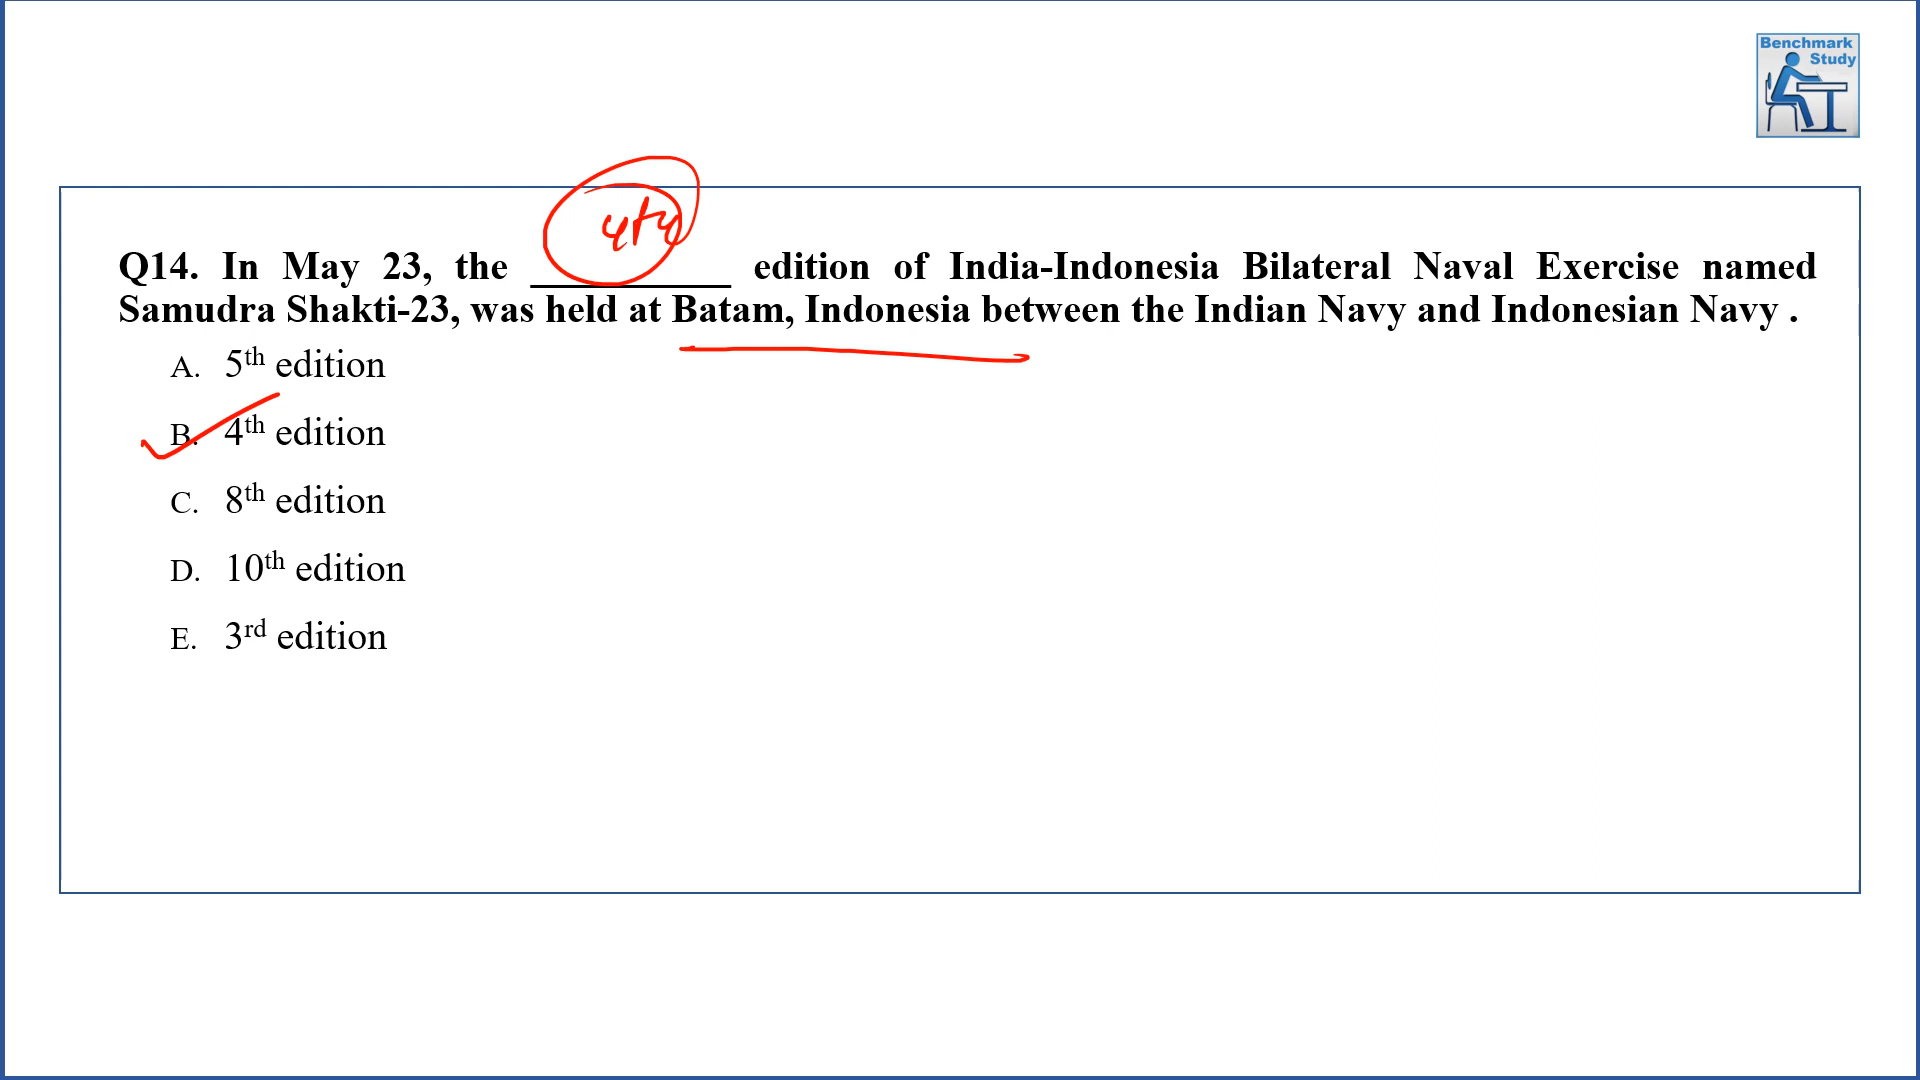 Benchmark
Study
4th
Q14. In May 23, the __________ edition of India-Indonesia Bilateral Naval Exercise named
Samudra Shakti-23, was held at Batam, Indonesia between the Indian Navy and Indonesian Navy .
A. 5th edition
B. 4th edition
C. 8th edition
D. 10th edition
E. 3rd edition